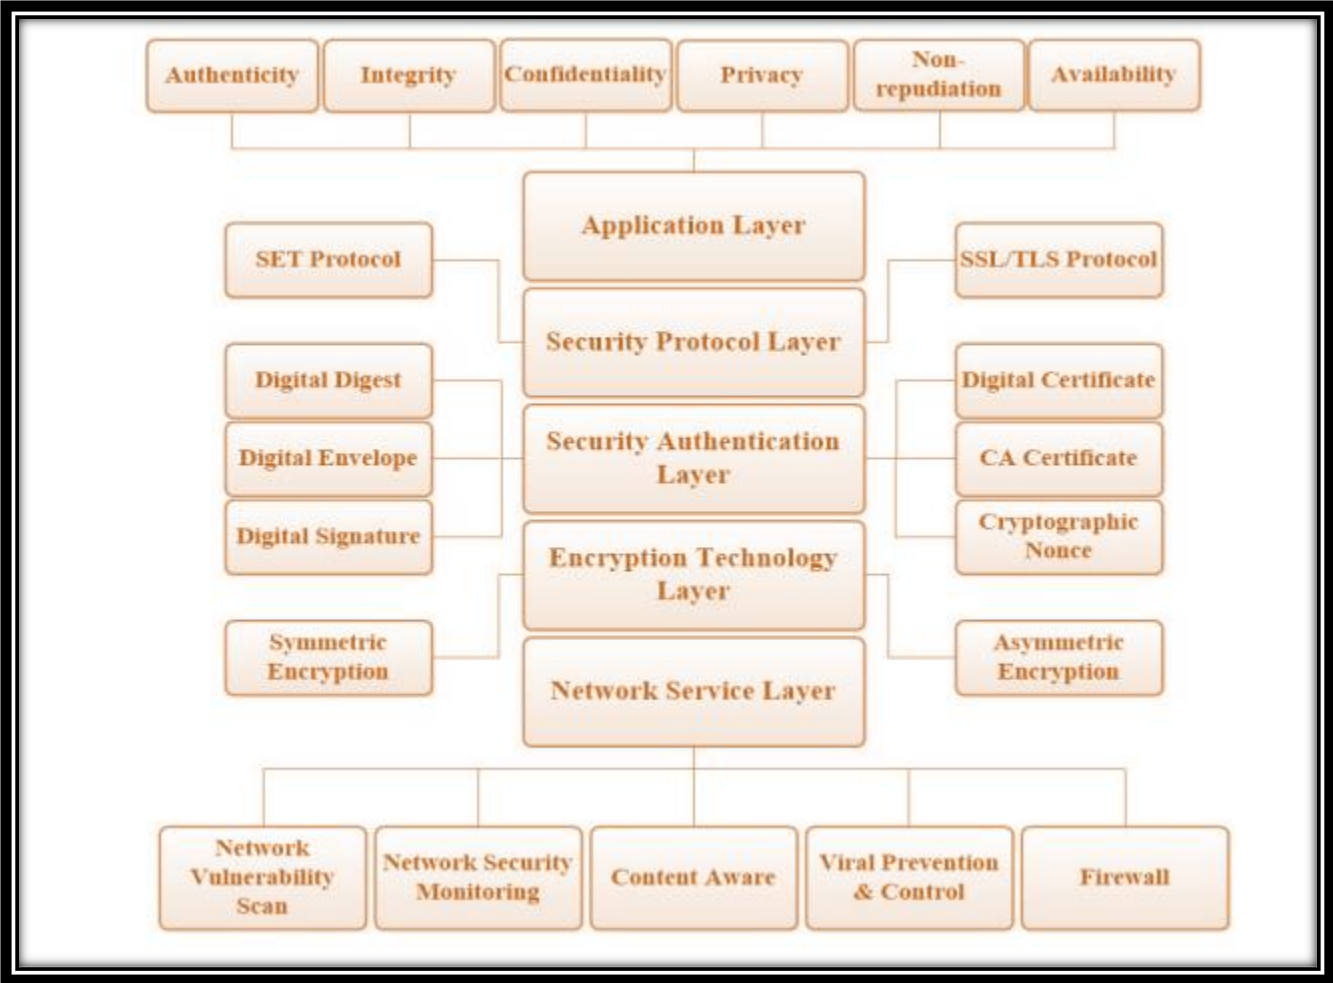 Authenticity
Integrity
Confidentiality
Privacy
Non-
repudiation
Availability
Application Layer
SET Protocol
SSL/TLS Protocol
Security Protocol Layer
Digital Digest
Digital Certificate
Security Authentication
Layer
Digital Envelope
CA Certificate
Digital Signature
Cryptographic
Nonce
Encryption Technology
Layer
Symmetric
Encryption
Asymmetric
Encryption
Network Service Layer
Network
Vulnerability
Scan
Network Security
Monitoring
Content Aware
Viral Prevention
& Control
Firewall